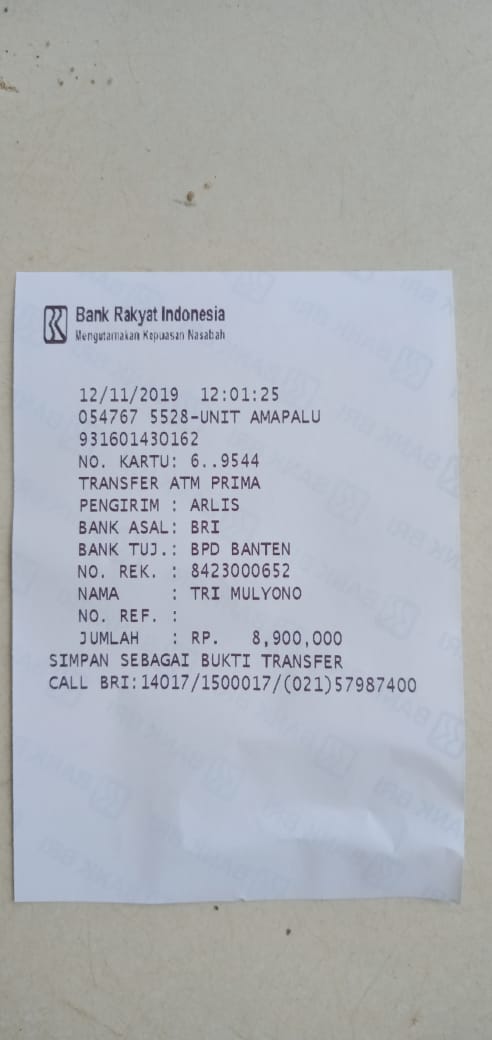 Bank Rakyat Indonesia
Mengutamakan Kepuasan Nasabah
12/11/2019 12:01:25
054767 5528-UNIT AMAPALU
931601430162
NO. KARTU: 6..9544
TRANSFER ATM PRIMA
PENGIRIM : ARLIS
BANK ASAL: BRI
BANK TUJ.: BPD BANTEN
NO. REK. : 8423000652
NAMA : TRI MULYONO
NO. REF. :
JUMLAH : RP. 8,900,000
SIMPAN SEBAGAI BUKTI TRANSFER
CALL BRI:14017/1500017/(021)57987400